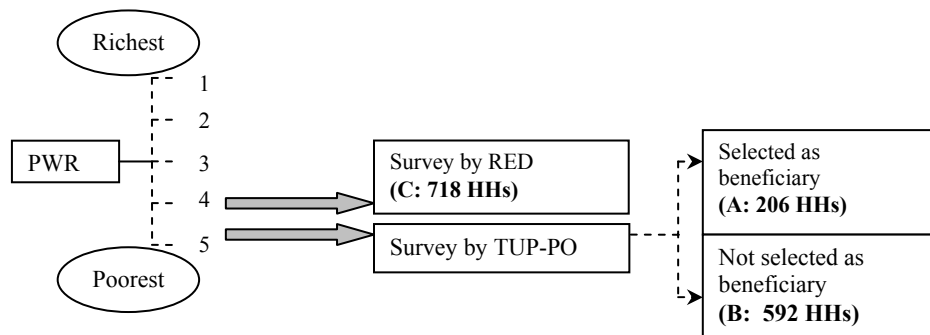 Richest
1
2
PWR
3
4
5
Poorest
Survey by RED
(C: 718 HHs)
Survey by TUP-PO
Selected as
beneficiary
(A: 206 HHs)
Not selected as
beneficiary
(B: 592 HHs)